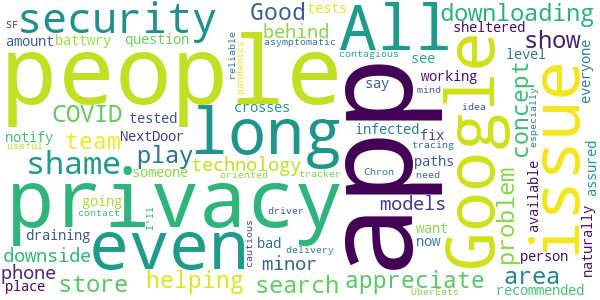 SF
security
Good
tests
All
downloading
amount
battwry
question
behind
asymptomatic
sheltered
people
reliable
pandemics
contagious
see
show
level
everyone
COVID
tested
crosses
say
working
mind
Google
idea
concept
especially
issue
notify
team
NextDoor
long
app
infected
fix
tracing
shame
play
technology
Chron
paths
need
available
assured
useful
someone
oriented
tracker
models
problem
naturally
privacy
going
contact
I'll
driver
want
now
person
draining
even
cautious
bad
delivery
downside
minor
area
phone
helping
search
appreciate
place
store
UberEats
recommended